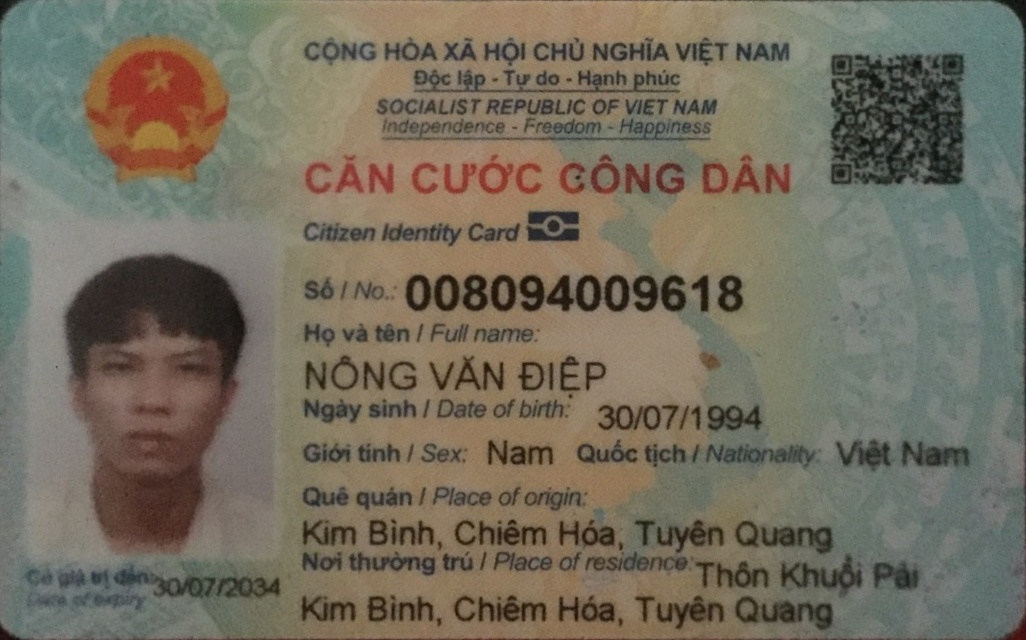 CỘNG HÒA XÃ HỘI CHỦ NGHĨA VIỆT NAM
Độc lập - Tự do - Hạnh phúc
SOCIALIST REPUBLIC OF VIET NAM
Independence - Freedom - Happiness
CĂN CƯỚC CÔNG DÂN
Citizen Identity Card
Số / No.: 008094009618
Họ và tên / Full name:
NÔNG VĂN ĐIỆP
Ngày sinh / Date of birth: 30/07/1994
Giới tính / Sex: Nam Quốc tịch / Nationality: Việt Nam
Quê quán / Place of origin:
Kim Bình, Chiêm Hóa, Tuyên Quang
Nơi thường trú / Place of residence: Thôn Khuổi Pài
Kim Bình, Chiêm Hóa, Tuyên Quang
Có giá trị đến: 30/07/2034
Date of expiry